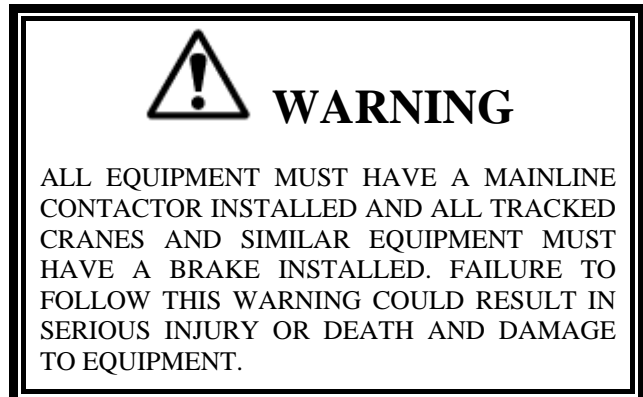 WARNING
ALL EQUIPMENT MUST HAVE A MAINLINE
CONTACTOR INSTALLED AND ALL TRACKED
CRANES AND SIMILAR EQUIPMENT MUST
HAVE A BRAKE INSTALLED. FAILURE TO
FOLLOW THIS WARNING COULD RESULT IN
SERIOUS INJURY OR DEATH AND DAMAGE
TO EQUIPMENT.